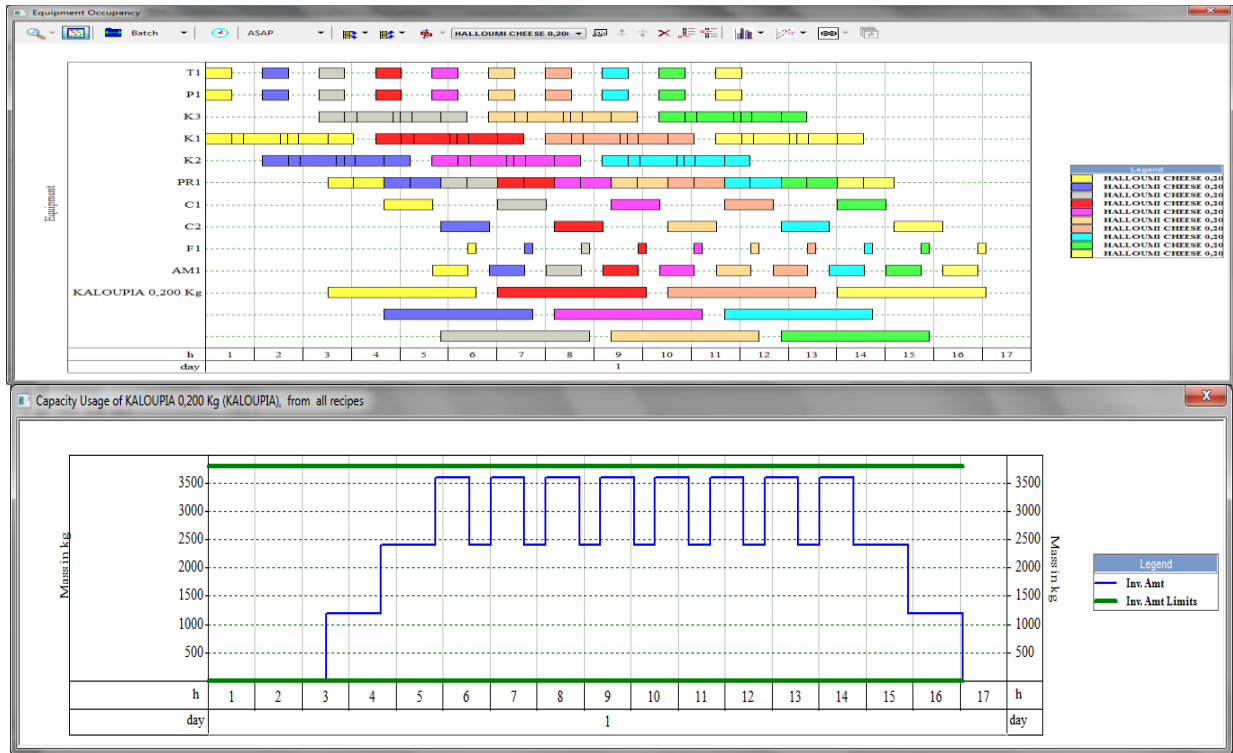 Equipment Occupancy
Batch ASAP HALLOUMI CHEESE 0,20(
T1
P1
K3
K1
K2
PR1
C1
C2
F1
AM1
KALOUPIA 0,200 Kg
Equipment
h 1 2 3 4 5 6 7 8 9 10 11 12 13 14 15 16 17
day 1
Legend
HALLOUMI CHEESE 0,20
HALLOUMI CHEESE 0,20
HALLOUMI CHEESE 0,20
HALLOUMI CHEESE 0,20
HALLOUMI CHEESE 0,20
HALLOUMI CHEESE 0,20
HALLOUMI CHEESE 0,20
HALLOUMI CHEESE 0,20
HALLOUMI CHEESE 0,20
HALLOUMI CHEESE 0,20
Capacity Usage of KALOUPIA 0,200 Kg (KALOUPIA), from all recipes
Mass in kg
3500 3500
3000 3000
2500 2500
2000 2000
1500 1500
1000 1000
500 500
Mass in kg
h 1 2 3 4 5 6 7 8 9 10 11 12 13 14 15 16 17 h
day 1 day
Legend
Inv. Amt
Inv. Amt Limits